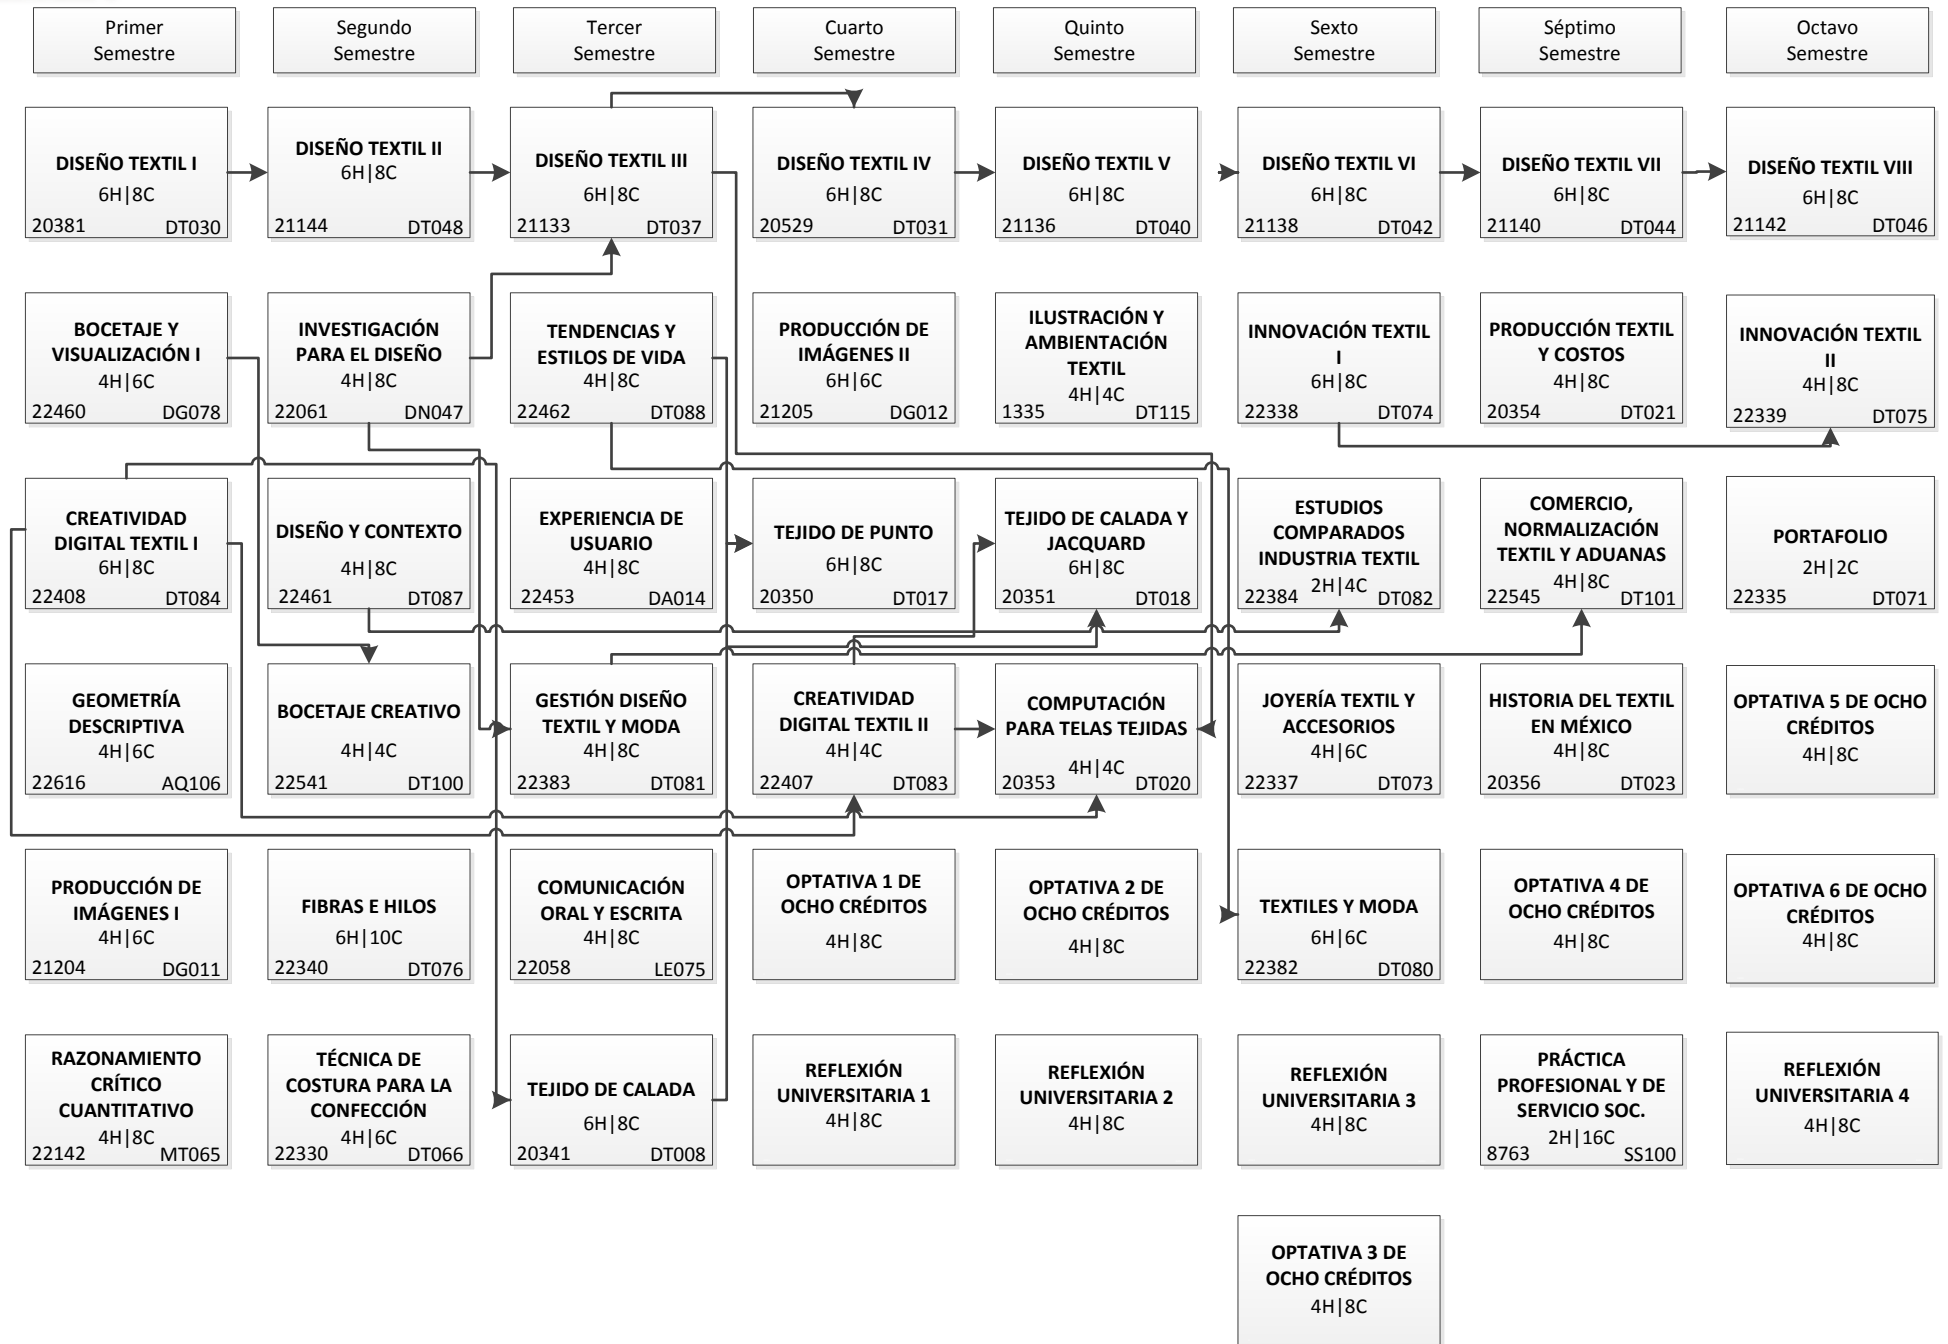 Primer
Semestre
Segundo
Semestre
Tercer
Semestre
Cuarto
Semestre
Quinto
Semestre
Sexto
Semestre
Séptimo
Semestre
Octavo
Semestre
DISEÑO TEXTIL I
6H|8C
20381 DT030
DISEÑO TEXTIL II
6H|8C
21144 DT048
DISEÑO TEXTIL III
6H|8C
21133 DT037
DISEÑO TEXTIL IV
6H|8C
20529 DT031
DISEÑO TEXTIL V
6H|8C
21136 DT040
DISEÑO TEXTIL VI
6H|8C
21138 DT042
DISEÑO TEXTIL VII
6H|8C
21140 DT044
DISEÑO TEXTIL VIII
6H|8C
21142 DT046
BOCETAJE Y
VISUALIZACIÓN I
4H|6C
22460 DG078
INVESTIGACIÓN
PARA EL DISEÑO
4H|8C
22061 DN047
TENDENCIAS Y
ESTILOS DE VIDA
4H|8C
22462 DT088
PRODUCCIÓN DE
IMÁGENES II
6H|6C
21205 DG012
ILUSTRACIÓN Y
AMBIENTACIÓN
TEXTIL
4H|4C
1335 DT115
INNOVACIÓN TEXTIL
I
6H|8C
22338 DT074
PRODUCCIÓN TEXTIL
Y COSTOS
4H|8C
20354 DT021
INNOVACIÓN TEXTIL
II
4H|8C
22339 DT075
CREATIVIDAD
DIGITAL TEXTIL I
6H|8C
22408 DT084
DISEÑO Y CONTEXTO
4H|8C
22461 DT087
EXPERIENCIA DE
USUARIO
4H|8C
22453 DA014
TEJIDO DE PUNTO
6H|8C
20350 DT017
TEJIDO DE CALADA Y
JACQUARD
6H|8C
20351 DT018
ESTUDIOS
COMPARADOS
INDUSTRIA TEXTIL
2H|4C
22384 DT082
COMERCIO,
NORMALIZACIÓN
TEXTIL Y ADUANAS
4H|8C
22545 DT101
PORTAFOLIO
2H|2C
22335 DT071
GEOMETRÍA
DESCRIPTIVA
4H|6C
22616 AQ106
BOCETAJE CREATIVO
4H|4C
22541 DT100
GESTIÓN DISEÑO
TEXTIL Y MODA
4H|8C
22383 DT081
CREATIVIDAD
DIGITAL TEXTIL II
4H|4C
22407 DT083
COMPUTACIÓN
PARA TELAS TEJIDAS
4H|4C
20353 DT020
JOYERÍA TEXTIL Y
ACCESORIOS
4H|6C
22337 DT073
HISTORIA DEL TEXTIL
EN MÉXICO
4H|8C
20356 DT023
OPTATIVA 5 DE OCHO
CRÉDITOS
4H|8C
PRODUCCIÓN DE
IMÁGENES I
4H|6C
21204 DG011
FIBRAS E HILOS
6H|10C
22340 DT076
COMUNICACIÓN
ORAL Y ESCRITA
4H|8C
22058 LE075
OPTATIVA 1 DE
OCHO CRÉDITOS
4H|8C
OPTATIVA 2 DE
OCHO CRÉDITOS
4H|8C
TEXTILES Y MODA
6H|6C
22382 DT080
OPTATIVA 4 DE
OCHO CRÉDITOS
4H|8C
OPTATIVA 6 DE OCHO
CRÉDITOS
4H|8C
RAZONAMIENTO
CRÍTICO
CUANTITATIVO
4H|8C
22142 MT065
TÉCNICA DE
COSTURA PARA LA
CONFECCIÓN
4H|6C
22330 DT066
TEJIDO DE CALADA
6H|8C
20341 DT008
REFLEXIÓN
UNIVERSITARIA 1
4H|8C
REFLEXIÓN
UNIVERSITARIA 2
4H|8C
REFLEXIÓN
UNIVERSITARIA 3
4H|8C
PRÁCTICA
PROFESIONAL Y DE
SERVICIO SOC.
2H|16C
8763 SS100
REFLEXIÓN
UNIVERSITARIA 4
4H|8C
OPTATIVA 3 DE
OCHO CRÉDITOS
4H|8C